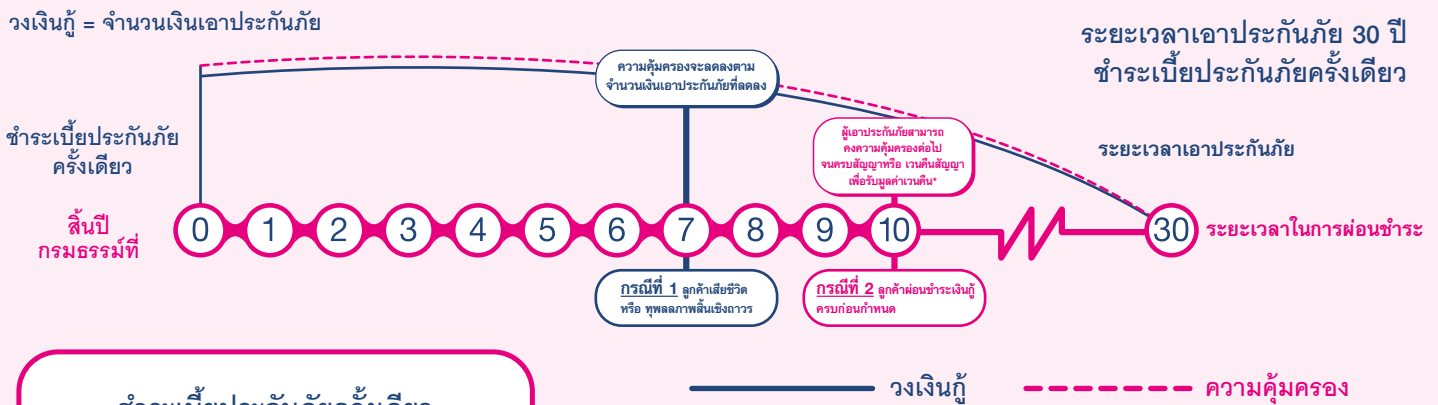 วงเงินกู้ = จำนวนเงินเอาประกันภัย
ระยะเวลาเอาประกันภัย 30 ปี
ชำระเบี้ยประกันภัยครั้งเดียว
ความคุ้มครองจะลดลงตาม
จำนวนเงินเอาประกันภัยที่ลดลง
ชำระเบี้ยประกันภัย
ครั้งเดียว
ผู้เอาประกันภัยสามารถ
คงความคุ้มครองต่อไป
จนครบสัญญาหรือ เวนคืนสัญญา
เพื่อรับมูลค่าเวนคืน*
ระยะเวลาเอาประกันภัย
สิ้นปี
กรมธรรม์ที่
0 1 2 3 4 5 6 7 8 9 10 30
ระยะเวลาในการผ่อนชำระ
กรณีที่ 1 ลูกค้าเสียชีวิต
หรือ ทุพลภาพสิ้นเชิงถาวร
กรณีที่ 2 ลูกค้าผ่อนชำระเงินกู้
ครบก่อนกำหนด
วงเงินกู้
ความคุ้มครอง